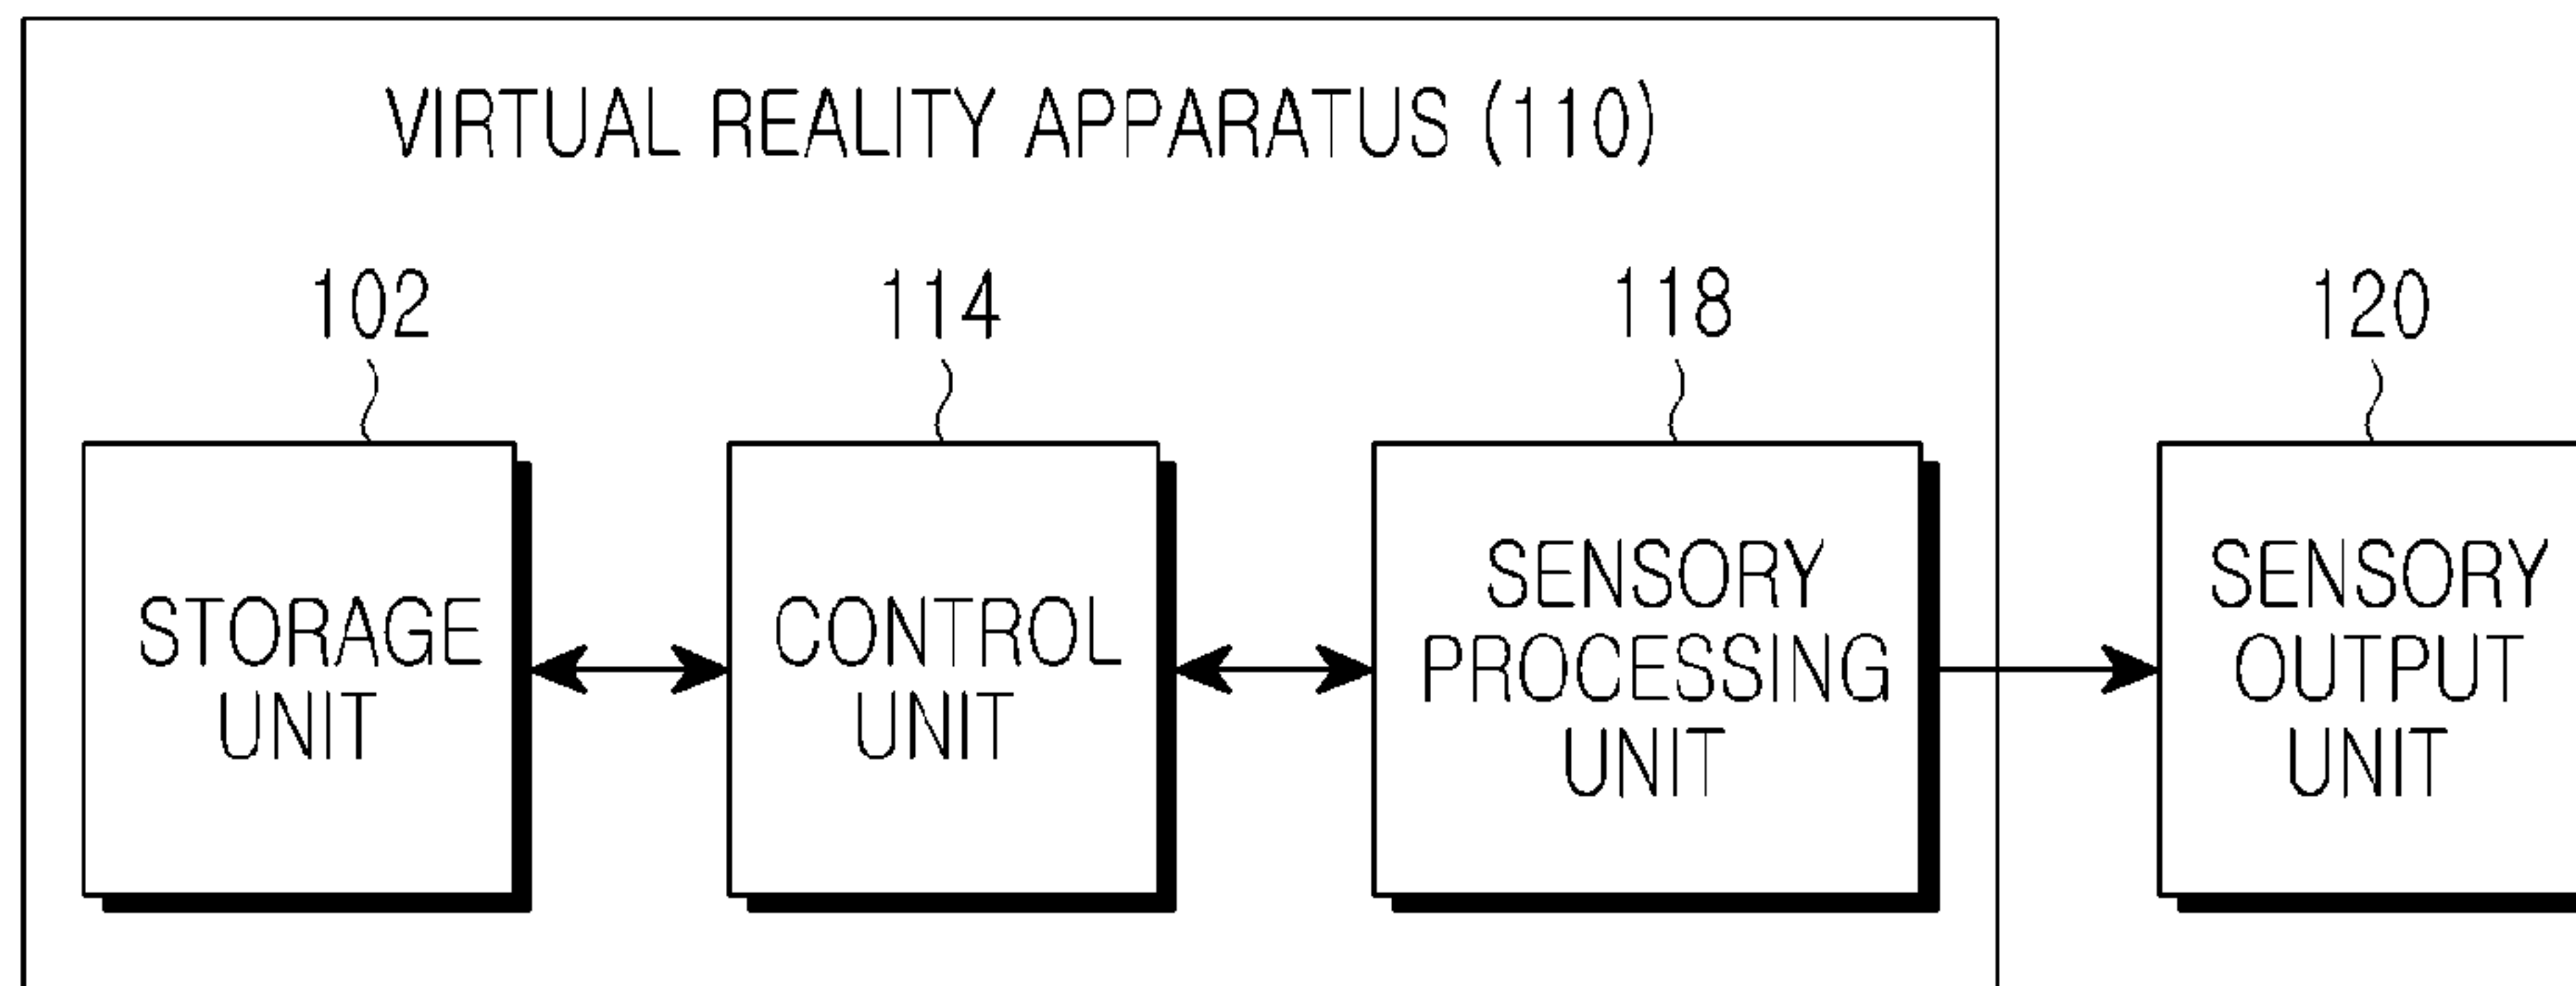 VIRTUAL REALITY APPARATUS (110)
102
114
118
120
STORAGE
UNIT
CONTROL
UNIT
SENSORY
PROCESSING
UNIT
SENSORY
OUTPUT
UNIT